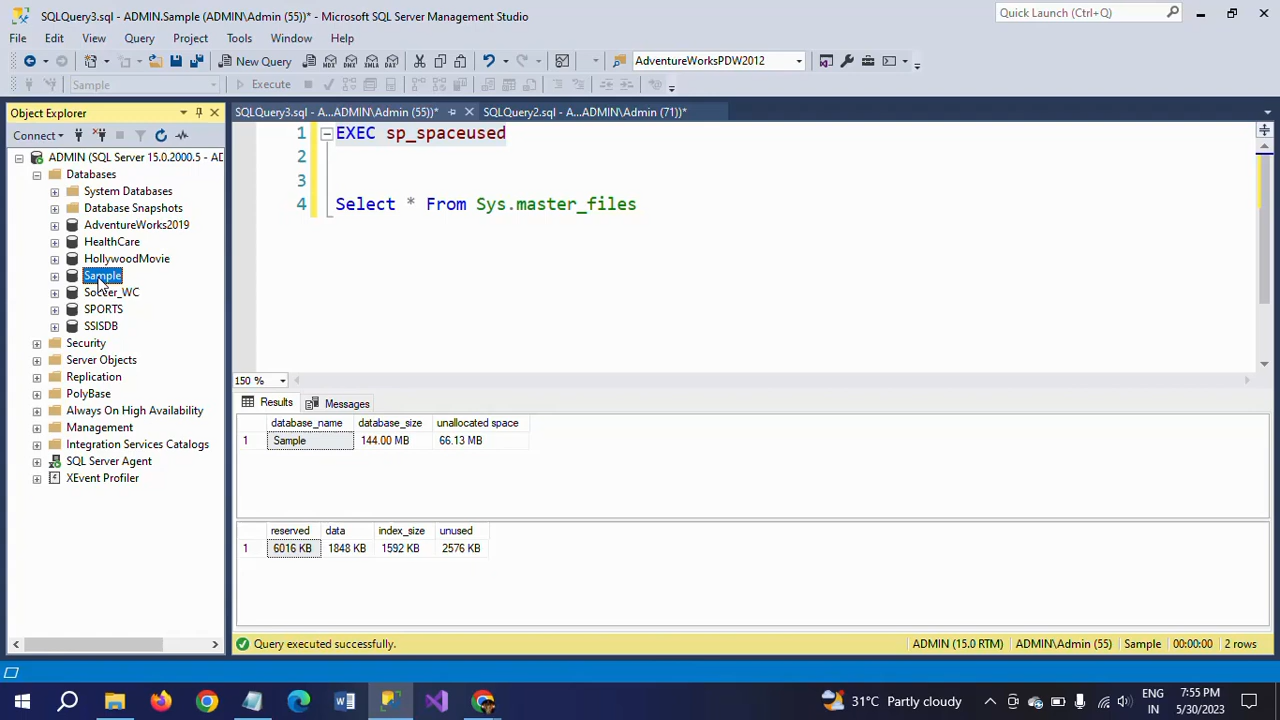 SQLQuery3.sql - ADMIN.Sample (ADMIN\Admin (55))* - Microsoft SQL Server Management Studio
Quick Launch (Ctrl+Q)
File Edit View Query Project Tools Window Help
New Query
AdventureWorksPDW2012
Sample
Execute
Object Explorer
SQLQuery3.sql - A...ADMIN\Admin (55))*
SQLQuery2.sql - A...ADMIN\Admin (71))*
Connect
ADMIN (SQL Server 15.0.2000.5 - AD
Databases
System Databases
Database Snapshots
AdventureWorks2019
HealthCare
HollywoodMovie
Sample
Soccer_WC
SPORTS
SSISDB
Security
Server Objects
Replication
PolyBase
Always On High Availability
Management
Integration Services Catalogs
SQL Server Agent
XEvent Profiler
1 EXEC sp_spaceused
2
3
4 Select * From Sys.master_files
150 %
Results Messages
database_name database_size unallocated space
1 Sample 144.00 MB 66.13 MB
reserved data index_size unused
1 6016 KB 1848 KB 1592 KB 2576 KB
Query executed successfully.
ADMIN (15.0 RTM) ADMIN\Admin (55) Sample 00:00:00 2 rows
31°C Partly cloudy
ENG
IN
7:55 PM
5/30/2023